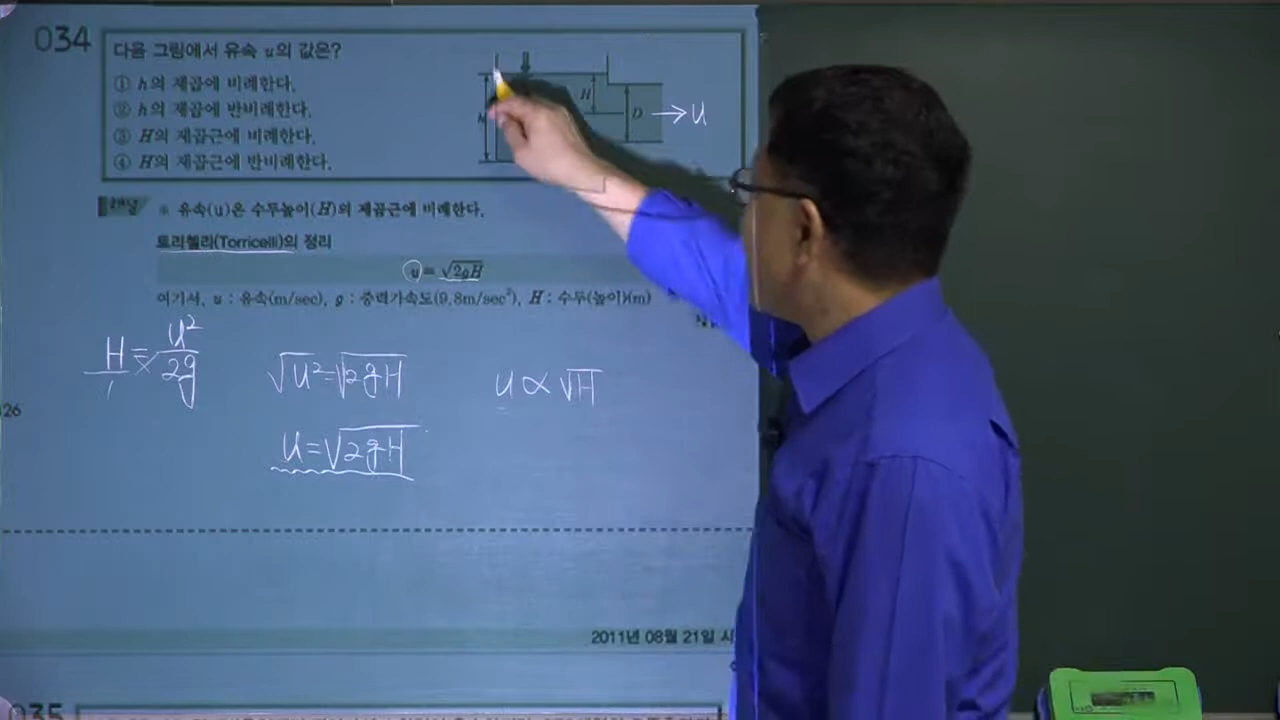 034
다음 그림에서 유속 u의 값은?
① h의 제곱에 비례한다.
② h의 제곱에 반비례한다.
③ H의 제곱근에 비례한다.
④ H의 제곱근에 반비례한다.
H
D
→ u
해설 ※ 유속(u)은 수두높이(H)의 제곱근에 비례한다.
토리첼리(Torricelli)의 정리
u = √2gH
여기서, u : 유속(m/sec), g : 중력가속도(9.8m/sec²), H : 수두(높이)(m)
H/1 = u²/2g
√u² = √2gH
u ∝ √H
26
u = √2gH
2011년 08월 21일 시
035